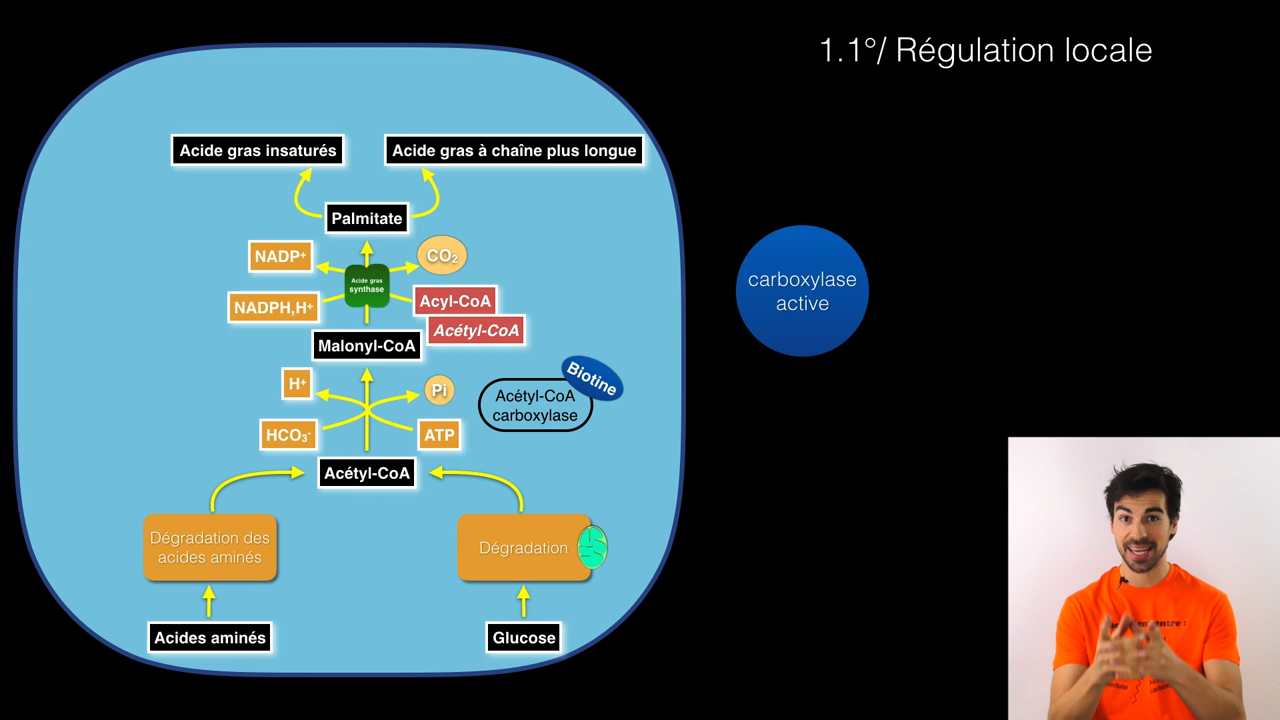 1.1°/ Régulation locale
Acide gras insaturés
Acide gras à chaîne plus longue
Palmitate
NADP+
CO₂
Acide gras
synthase
NADPH,H+
Acyl-CoA
Acétyl-CoA
Malonyl-CoA
carboxylase
active
H+
Pi
Biotine
Acétyl-CoA
carboxylase
HCO₃⁻
ATP
Acétyl-CoA
Dégradation des
acides aminés
Dégradation
Acides aminés
Glucose